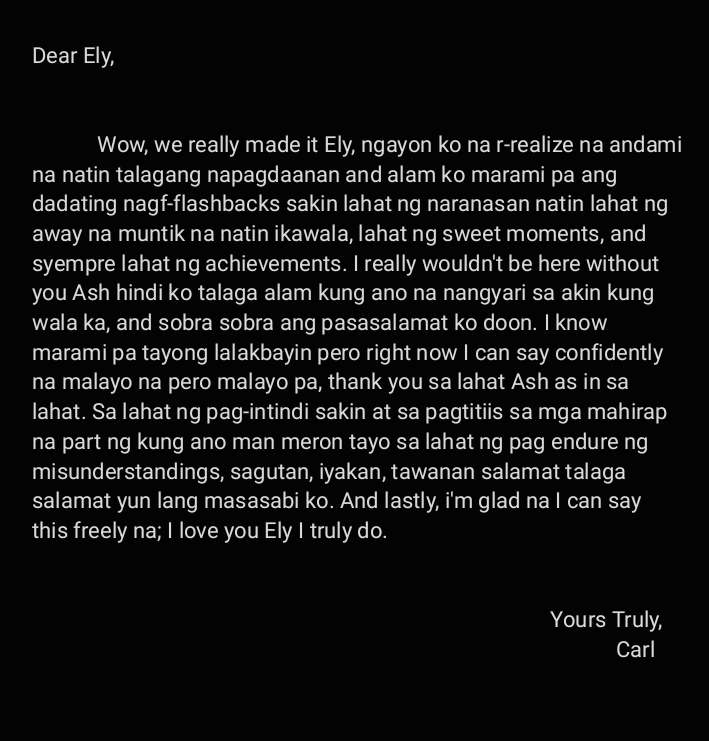 Dear Ely,
Wow, we really made it Ely, ngayon ko na r-realize na andami
na natin talagang napagdaanan and alam ko marami pa ang
dadating nagf-flashbacks sakin lahat ng naranasan natin lahat ng
away na muntik na natin ikawala, lahat ng sweet moments, and
syempre lahat ng achievements. I really wouldn't be here without
you Ash hindi ko talaga alam kung ano na nangyari sa akin kung
wala ka, and sobra sobra ang pasasalamat ko doon. I know
marami pa tayong lalakbayin pero right now I can say confidently
na malayo na pero malayo pa, thank you sa lahat Ash as in sa
lahat. Sa lahat ng pag-intindi sakin at sa pagtitiis sa mga mahirap
na part ng kung ano man meron tayo sa lahat ng pag endure ng
misunderstandings, sagutan, iyakan, tawanan salamat talaga
salamat yun lang masasabi ko. And lastly, i'm glad na I can say
this freely na; I love you Ely I truly do.
Yours Truly,
Carl